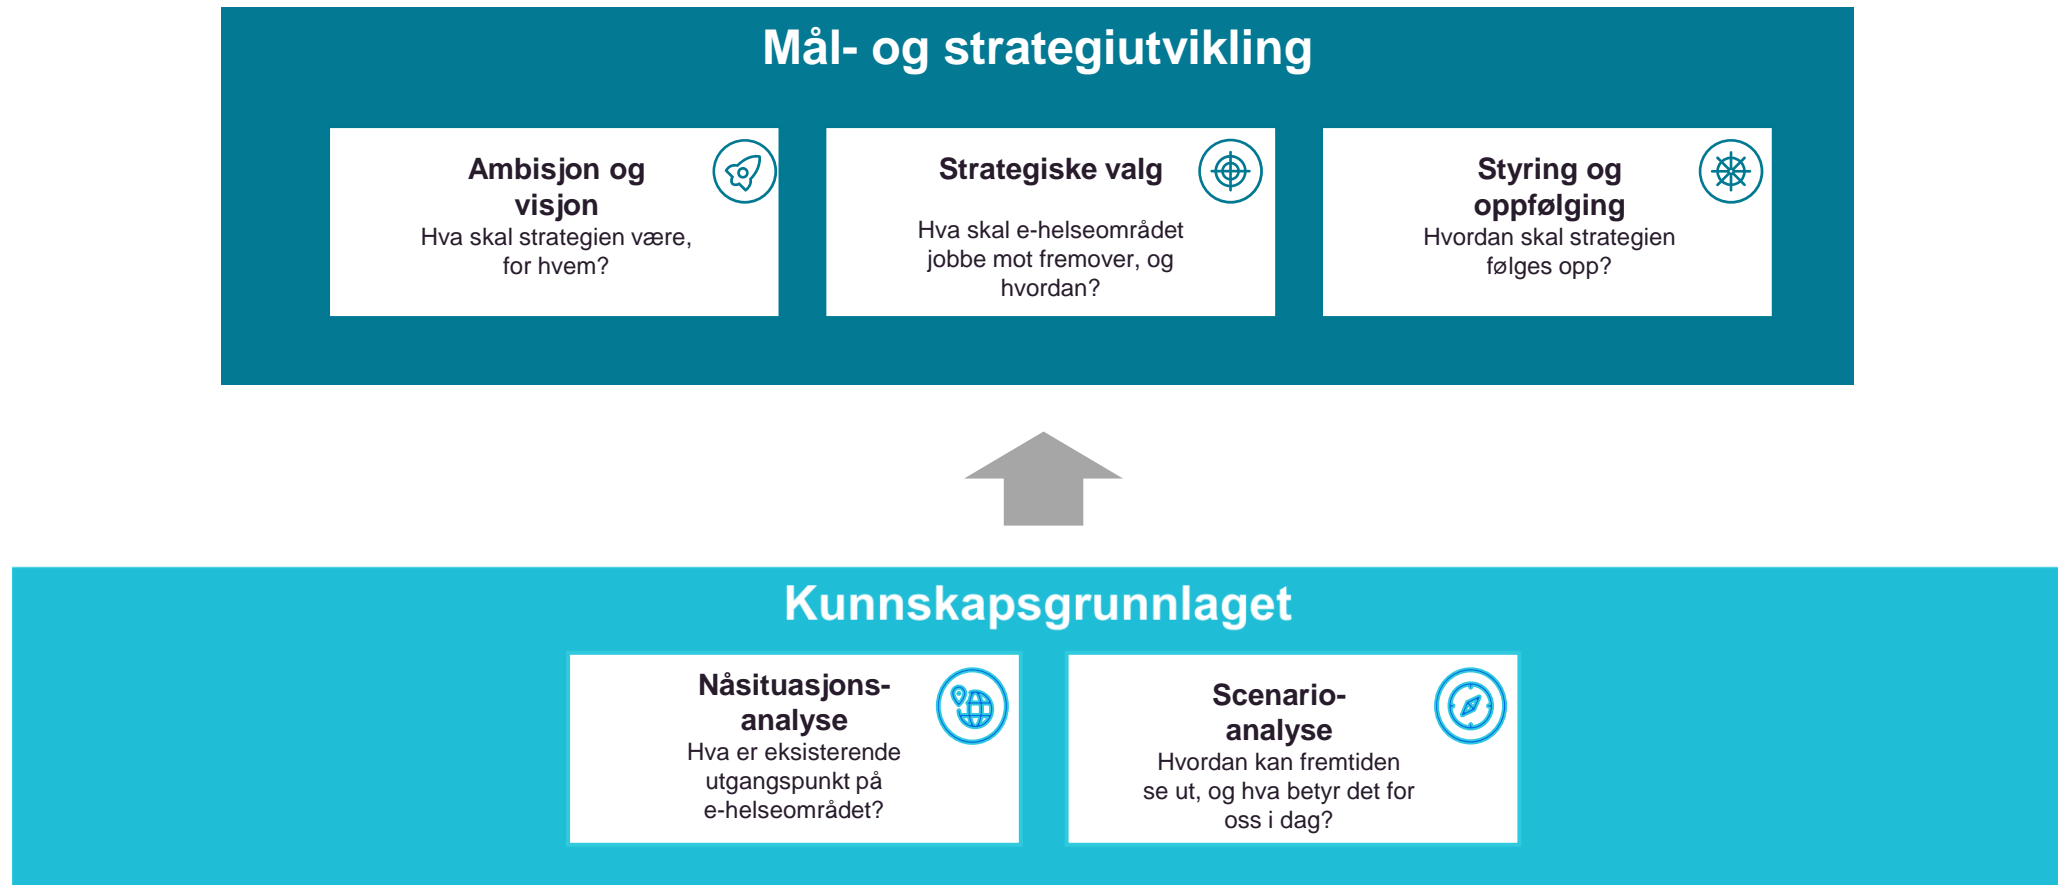 Mål- og strategiutvikling
Ambisjon og
visjon
Hva skal strategien være,
for hvem?
Strategiske valg
Hva skal e-helseområdet
jobbe mot fremover, og
hvordan?
Styring og
oppfølging
Hvordan skal strategien
følges opp?
Kunnskapsgrunnlaget
Nåsituasjons-
analyse
Hva er eksisterende
utgangspunkt på
e-helseområdet?
Scenario-
analyse
Hvordan kan fremtiden
se ut, og hva betyr det for
oss i dag?